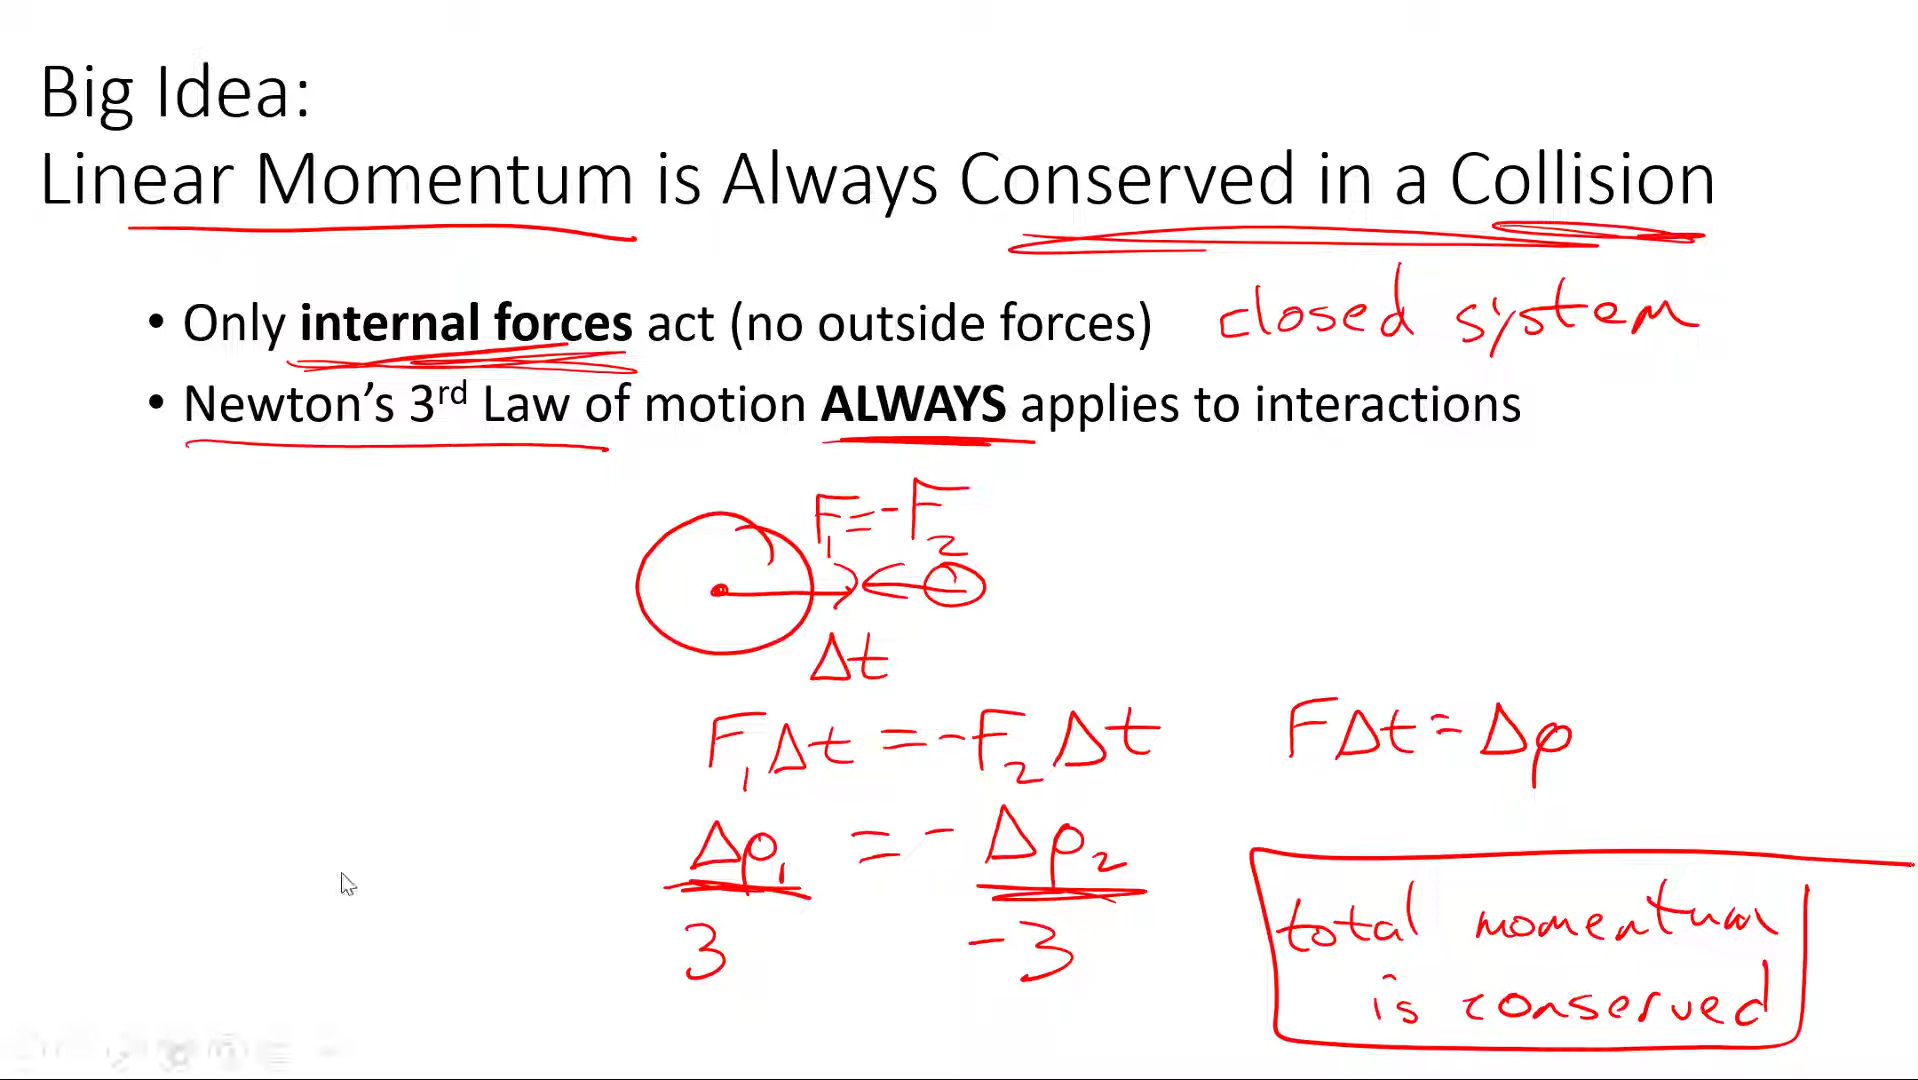 Big Idea:
Linear Momentum is Always Conserved in a Collision
• Only internal forces act (no outside forces) closed system
• Newton's 3rd Law of motion ALWAYS applies to interactions
F₁ = -F₂
Δt
F₁Δt = -F₂Δt FΔt = Δp
Δp₁ = -Δp₂
3 -3
total momentum
is conserved